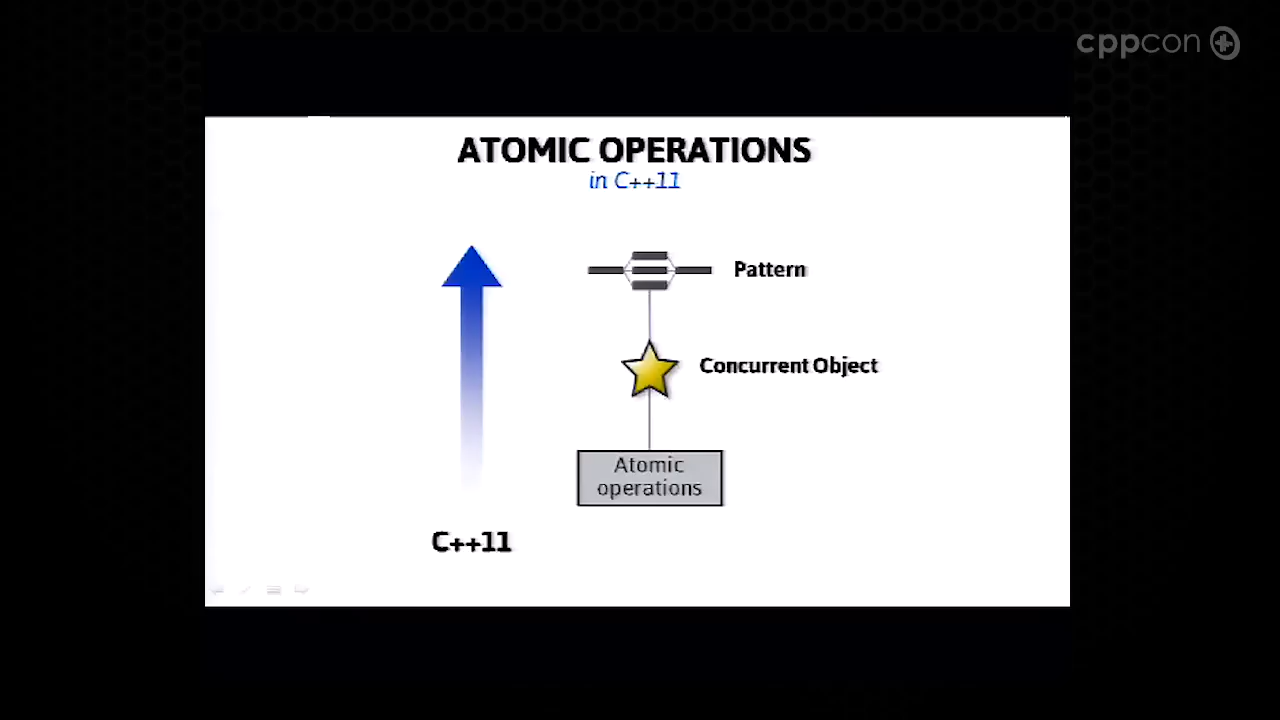 cppcon
ATOMIC OPERATIONS
in C++11
Pattern
Concurrent Object
Atomic
operations
C++11